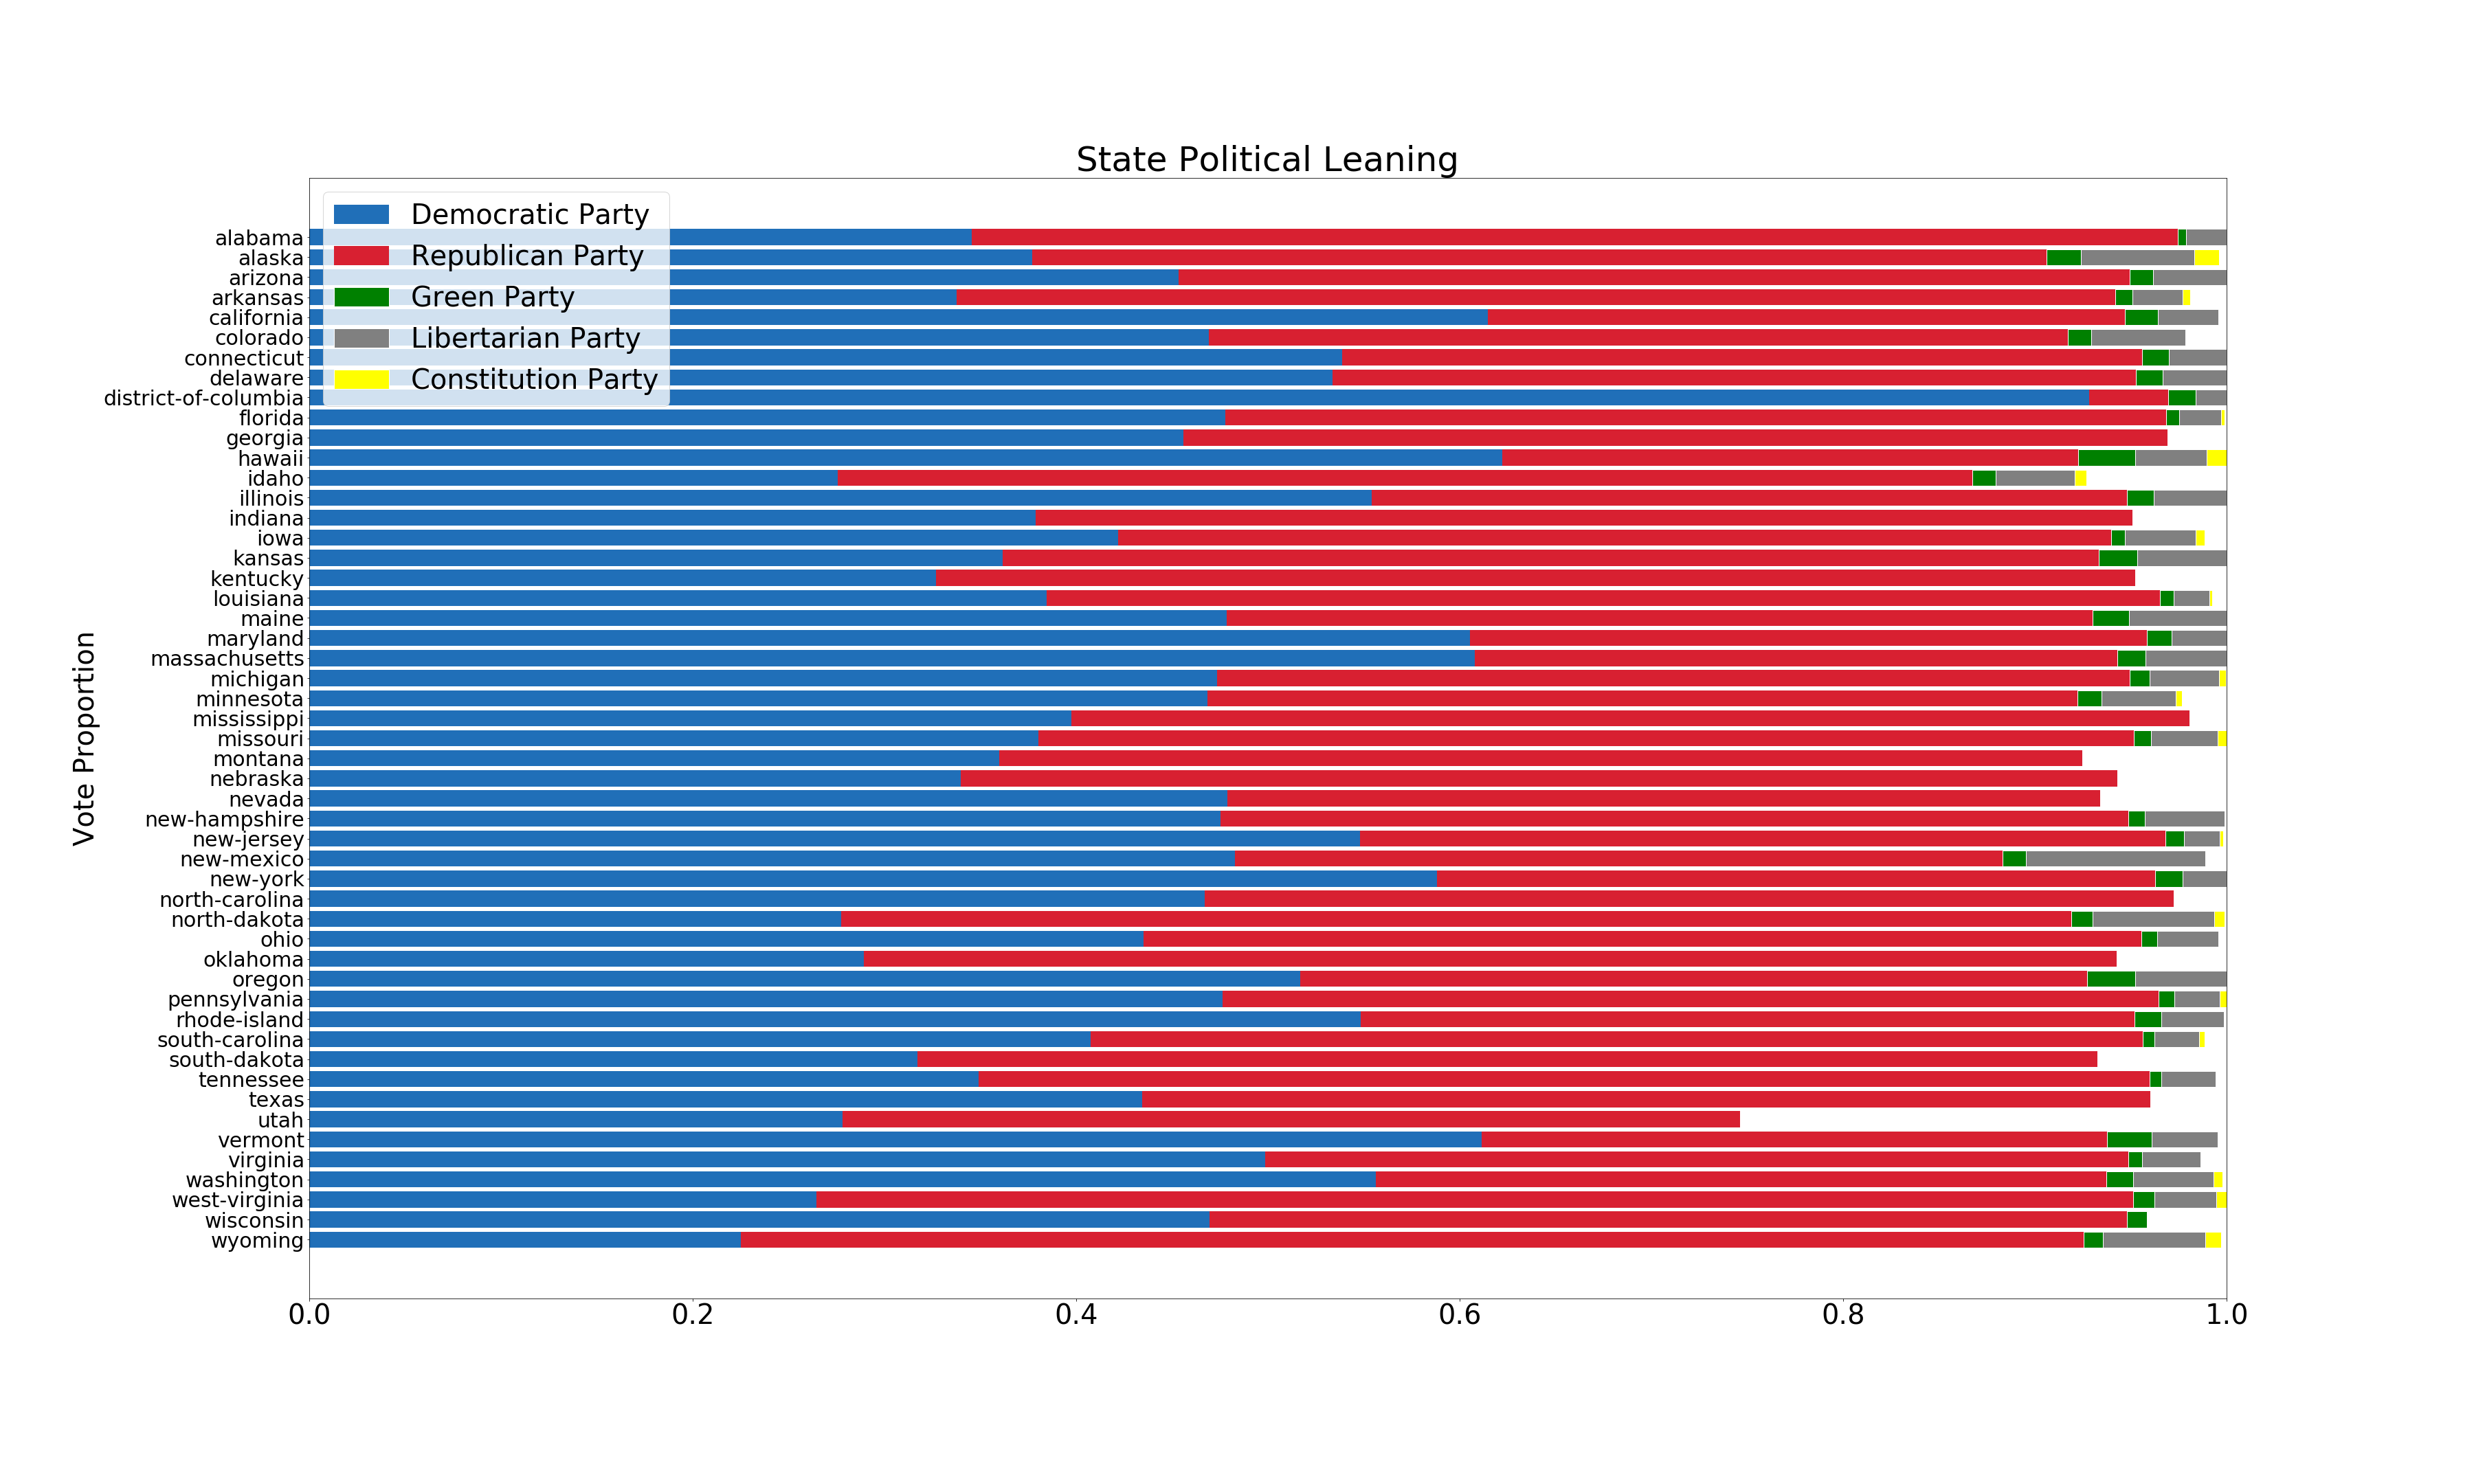 State Political Leaning
Democratic Party
Republican Party
Green Party
Libertarian Party
Constitution Party
Vote Proportion
alabama
alaska
arizona
arkansas
california
colorado
connecticut
delaware
district-of-columbia
florida
georgia
hawaii
idaho
illinois
indiana
iowa
kansas
kentucky
louisiana
maine
maryland
massachusetts
michigan
minnesota
mississippi
missouri
montana
nebraska
nevada
new-hampshire
new-jersey
new-mexico
new-york
north-carolina
north-dakota
ohio
oklahoma
oregon
pennsylvania
rhode-island
south-carolina
south-dakota
tennessee
texas
utah
vermont
virginia
washington
west-virginia
wisconsin
wyoming
0.0 0.2 0.4 0.6 0.8 1.0